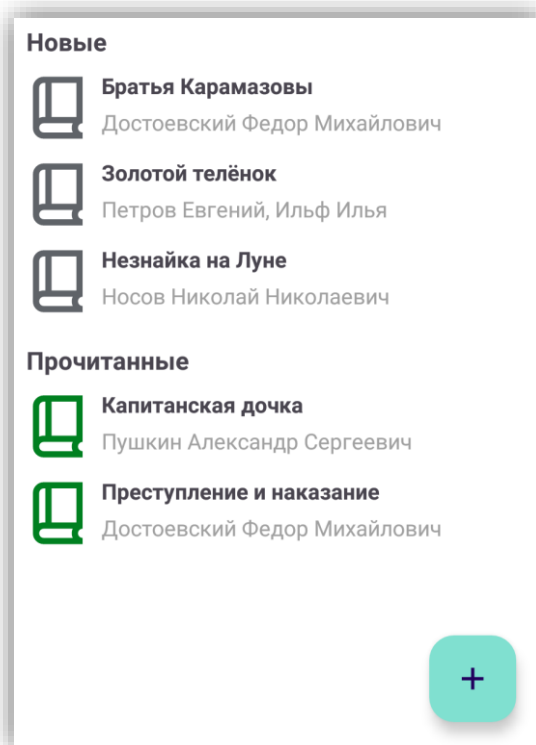 Новые
Братья Карамазовы
Достоевский Федор Михайлович
Золотой телёнок
Петров Евгений, Ильф Илья
Незнайка на Луне
Носов Николай Николаевич
Прочитанные
Капитанская дочка
Пушкин Александр Сергеевич
Преступление и наказание
Достоевский Федор Михайлович
+